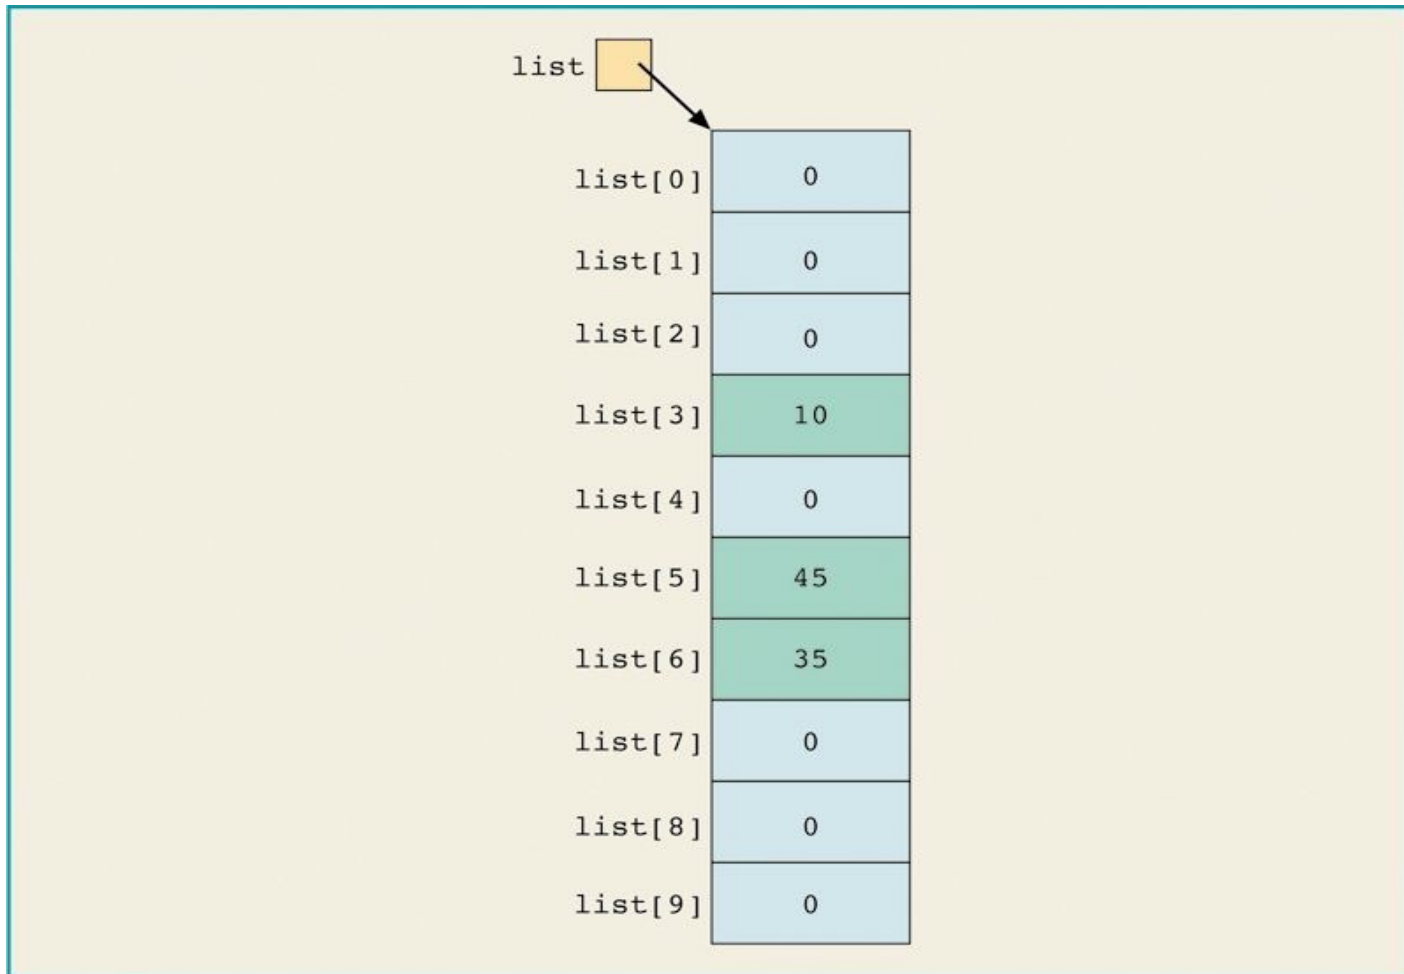 list
list[0] 0
list[1] 0
list[2] 0
list[3] 10
list[4] 0
list[5] 45
list[6] 35
list[7] 0
list[8] 0
list[9] 0